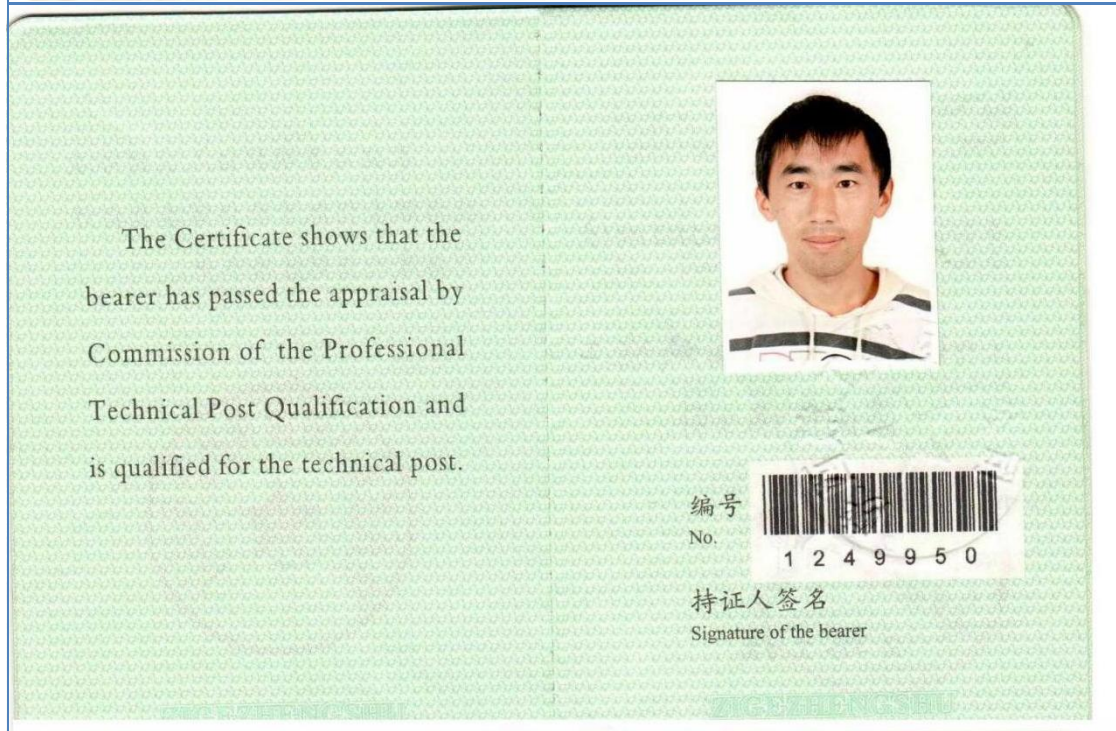 The Certificate shows that the
bearer has passed the appraisal by
Commission of the Professional
Technical Post Qualification and
is qualified for the technical post.
编号
No.
1249950
持证人签名
Signature of the bearer
ZIGEZHENGSHU
ZIGEZHENGSHU